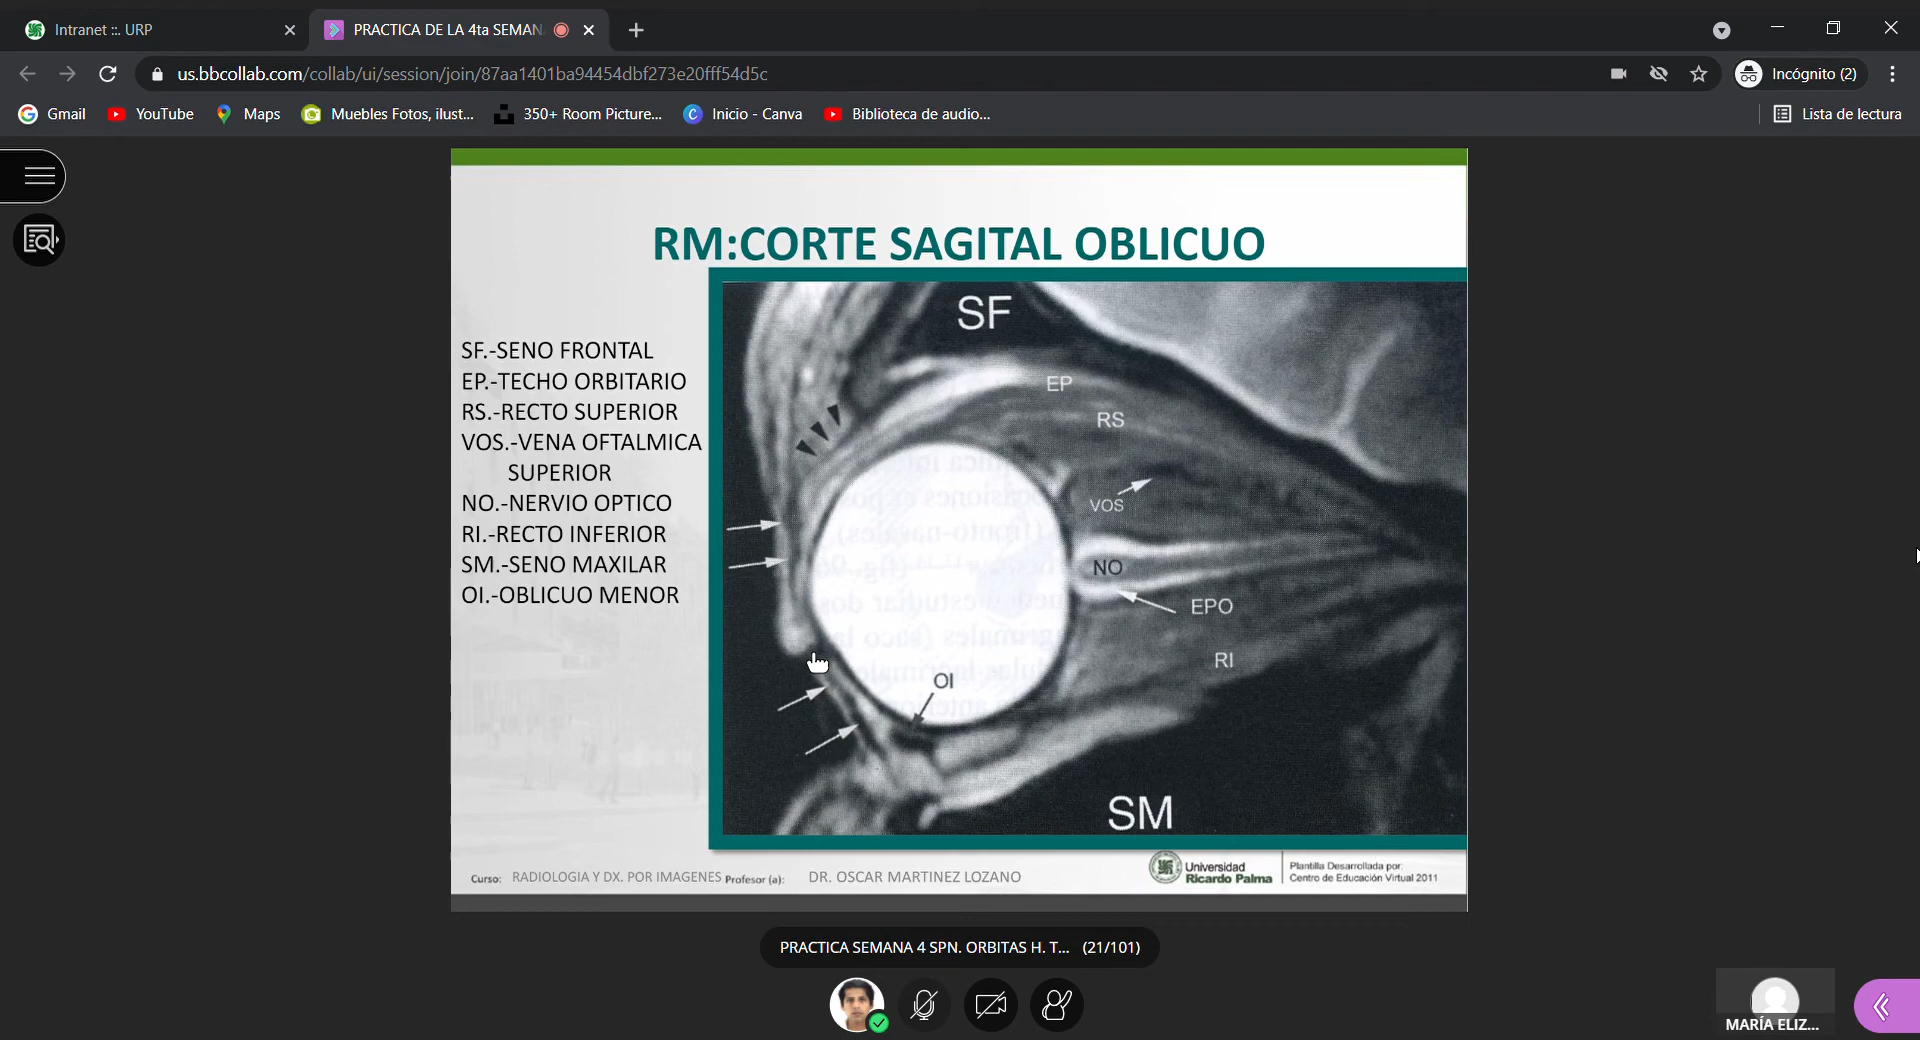 Intranet ::. URP
PRACTICA DE LA 4ta SEMAN
us.bbcollab.com/collab/ui/session/join/87aa1401ba94454dbf273e20fff54d5c
Incógnito (2)
Gmail
YouTube
Maps
Muebles Fotos, ilust...
350+ Room Picture...
Inicio - Canva
Biblioteca de audio...
Lista de lectura
RM:CORTE SAGITAL OBLICUO
SF.-SENO FRONTAL
EP.-TECHO ORBITARIO
RS.-RECTO SUPERIOR
VOS.-VENA OFTALMICA
SUPERIOR
NO.-NERVIO OPTICO
RI.-RECTO INFERIOR
SM.-SENO MAXILAR
OI.-OBLICUO MENOR
SF
EP
RS
VOS
NO
EPO
RI
OI
SM
Curso: RADIOLOGIA Y DX. POR IMAGENES Profesor (a): DR. OSCAR MARTINEZ LOZANO
Universidad
Ricardo Palma
Plantilla Desarrollada por:
Centro de Educación Virtual 2011
PRACTICA SEMANA 4 SPN. ORBITAS H. T... (21/101)
MARÍA ELIZ...